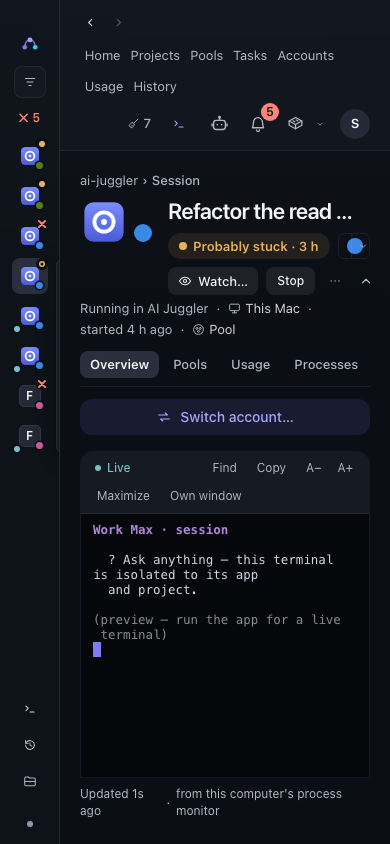 Home Projects Pools Tasks Accounts
Usage History
5
7
5
S
ai-juggler › Session
Refactor the read ...
Probably stuck · 3 h
Watch...
Stop
Running in AI Juggler · This Mac ·
started 4 h ago · Pool
Overview Pools Usage Processes
Switch account...
Live
Find Copy A− A+
Maximize Own window
Work Max · session
? Ask anything — this terminal
is isolated to its app
and project.
(preview — run the app for a live
terminal)
Updated 1s
ago
· from this computer's process
monitor
F
F